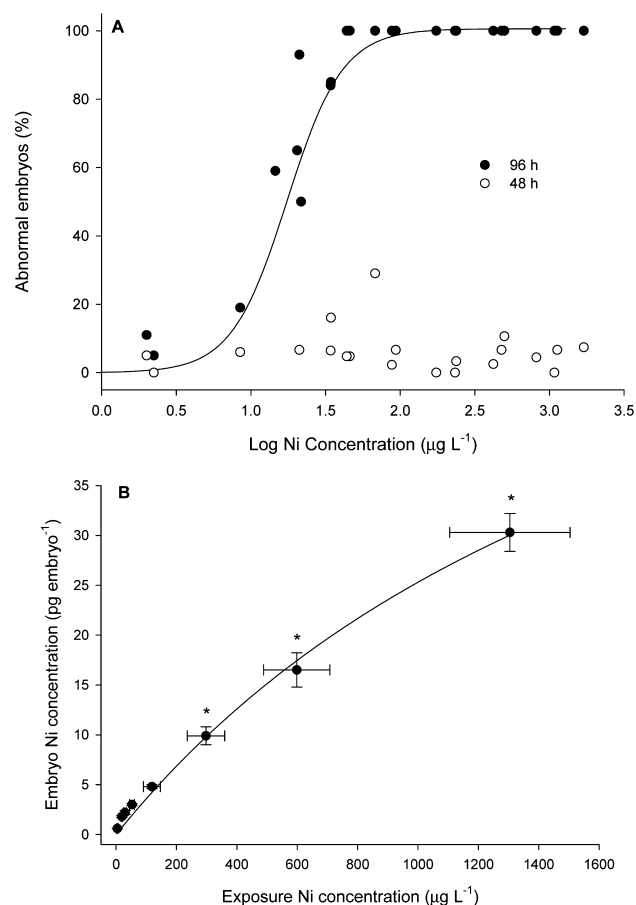 A
Abnormal embryos (%)
100
80
60
40
20
0
96 h
48 h
0.0 0.5 1.0 1.5 2.0 2.5 3.0 3.5
Log Ni Concentration (μg L⁻¹)
B
Embryo Ni concentration (pg embryo⁻¹)
35
30
25
20
15
10
5
0
*
*
*
0 200 400 600 800 1000 1200 1400 1600
Exposure Ni concentration (μg L⁻¹)